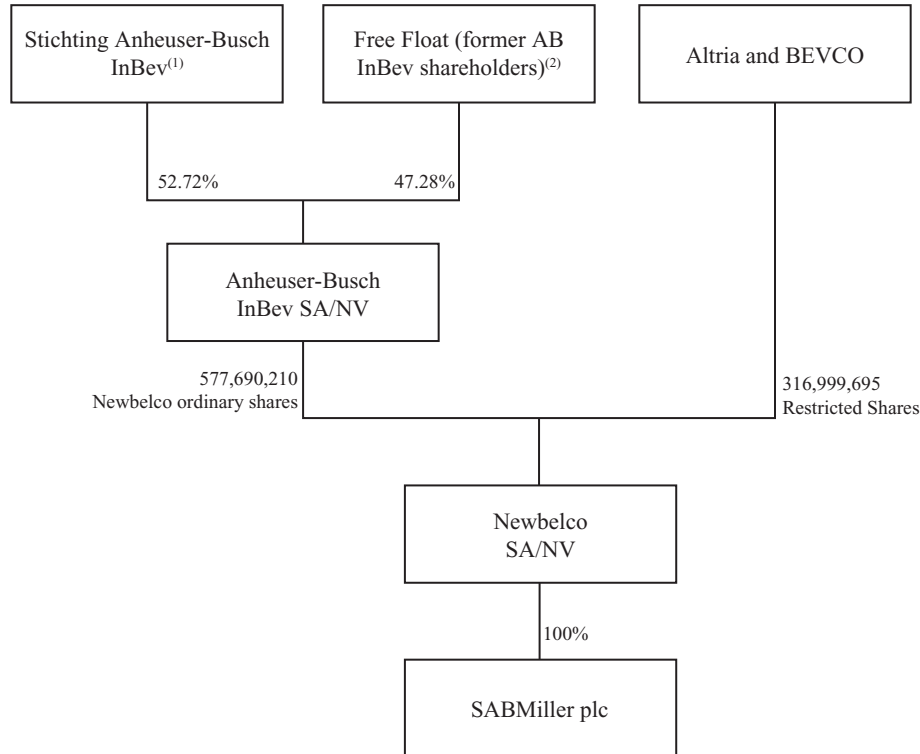 Stichting Anheuser-Busch
InBev(1)
Free Float (former AB
InBev shareholders)(2)
Altria and BEVCO
52.72%
47.28%
Anheuser-Busch
InBev SA/NV
577,690,210
Newbelco ordinary shares
316,999,695
Restricted Shares
Newbelco
SA/NV
100%
SABMiller plc